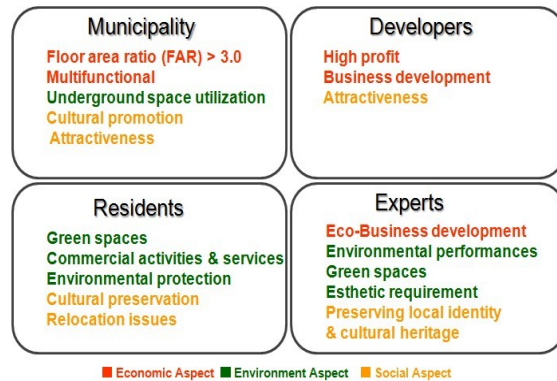 Municipality
Floor area ratio (FAR) > 3.0
Multifunctional
Underground space utilization
Cultural promotion
Attractiveness
Developers
High profit
Business development
Attractiveness
Residents
Green spaces
Commercial activities & services
Environmental protection
Cultural preservation
Relocation issues
Experts
Eco-Business development
Environmental performances
Green spaces
Esthetic requirement
Preserving local identity
& cultural heritage
Economic Aspect
Environment Aspect
Social Aspect